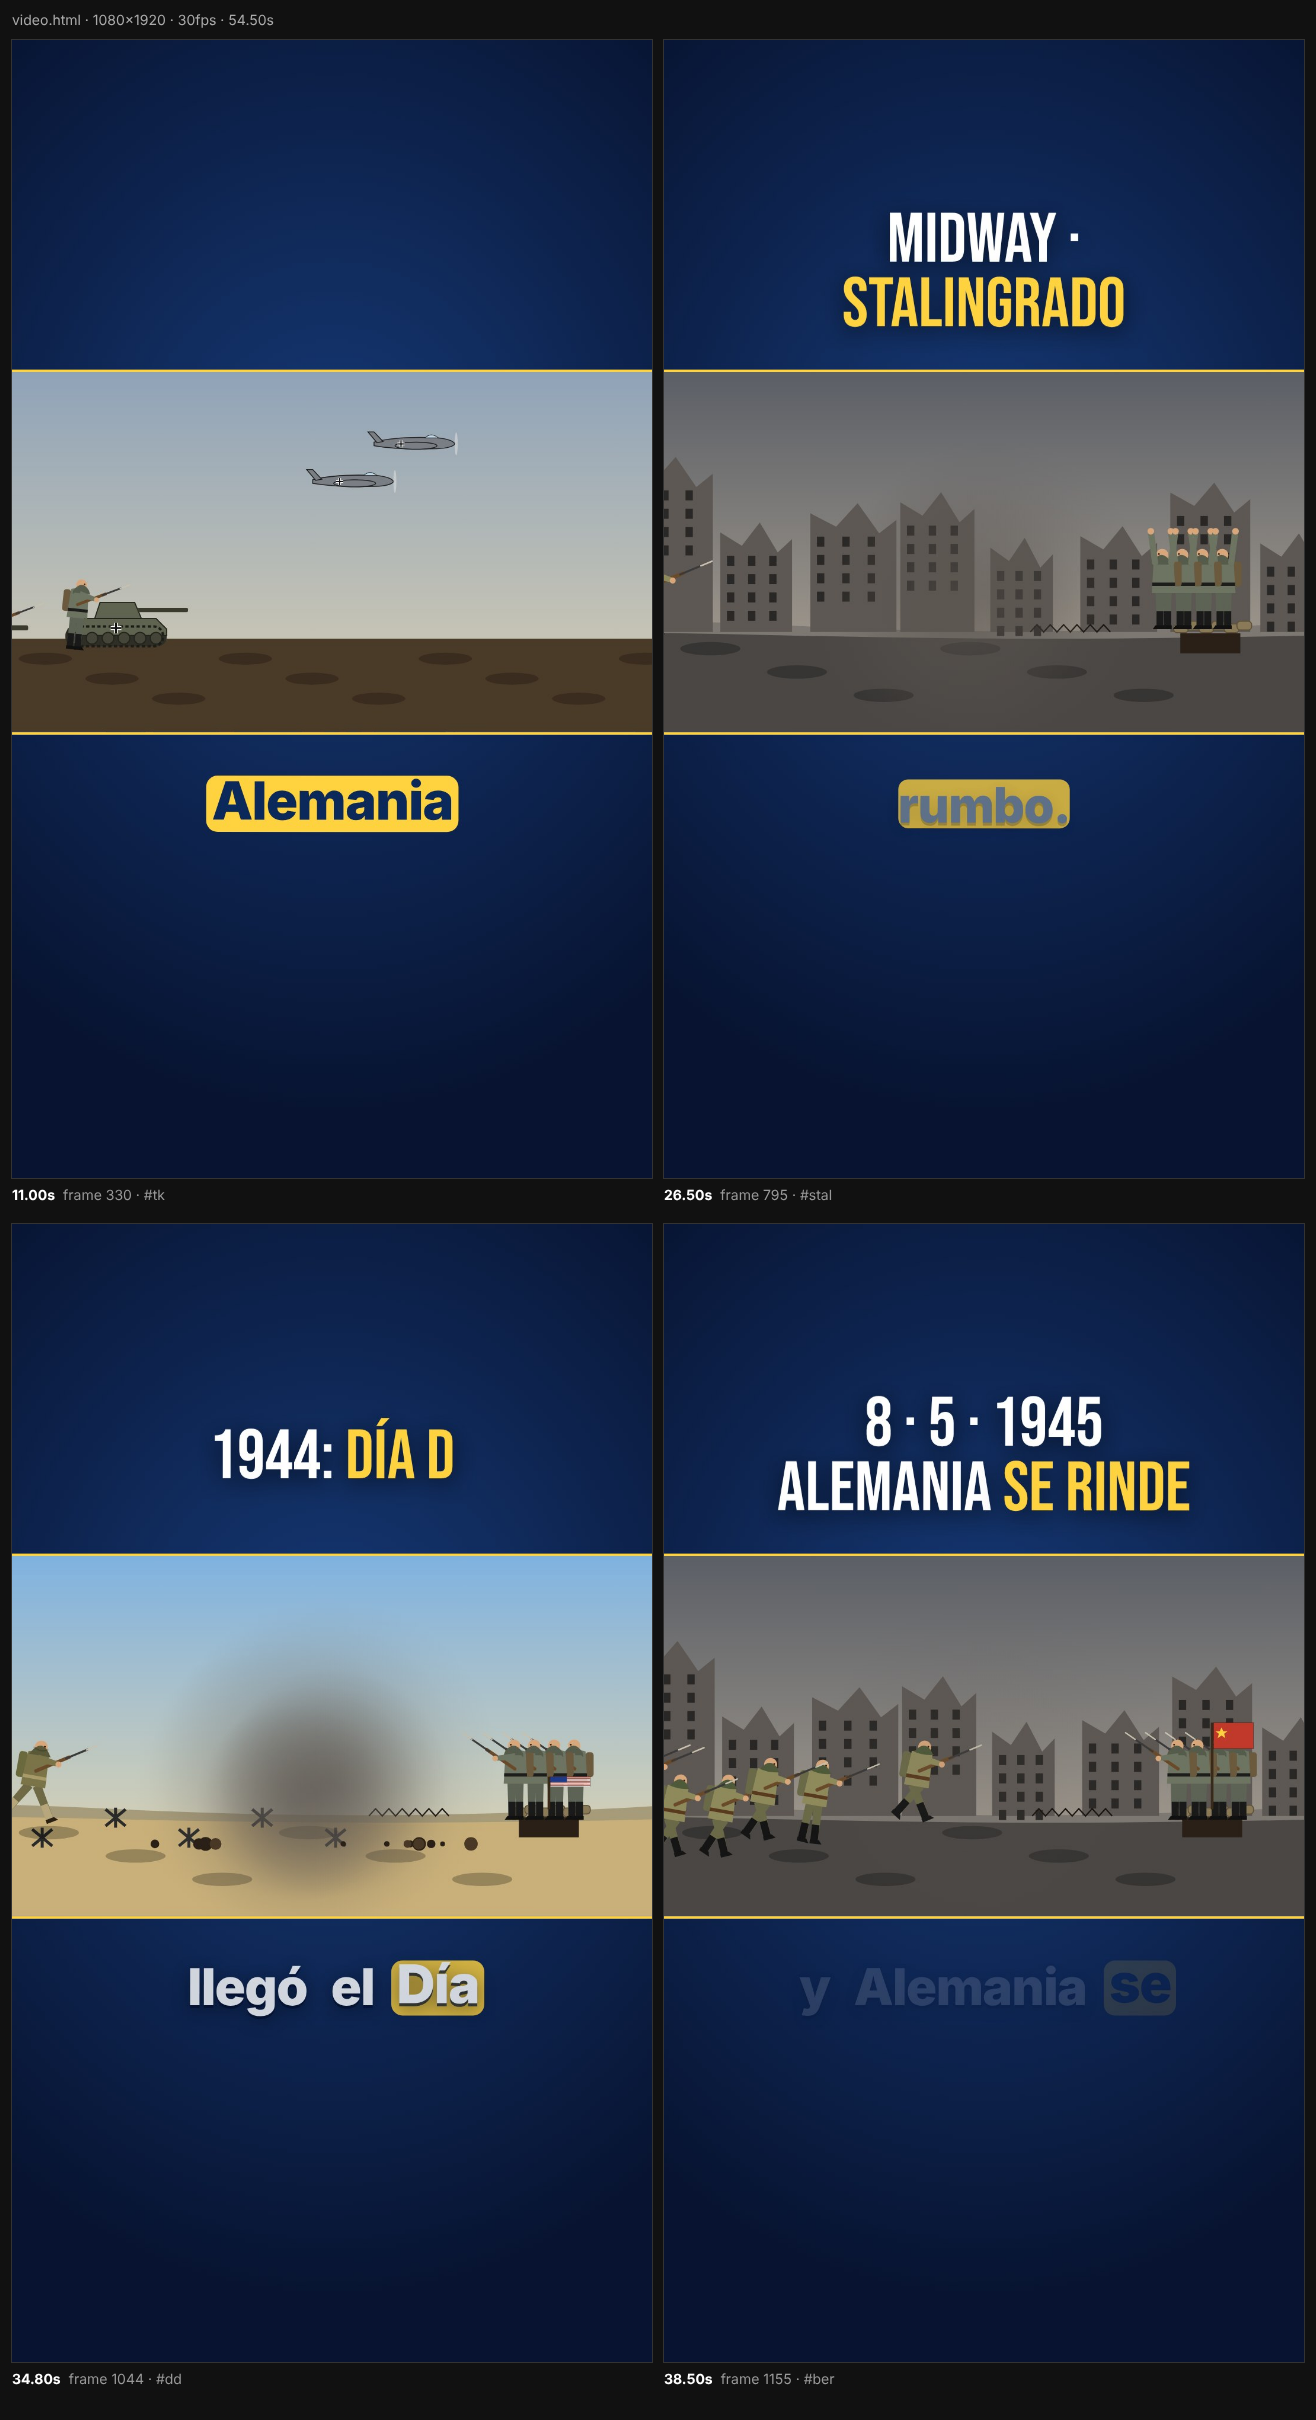 video.html · 1080×1920 · 30fps · 54.50s
Alemania
11.00s frame 330 · #tk
MIDWAY ·
STALINGRADO
rumbo.
26.50s frame 795 · #stal
1944: DÍA D
llegó el Día
34.80s frame 1044 · #dd
8 · 5 · 1945
ALEMANIA SE RINDE
y Alemania se
38.50s frame 1155 · #ber